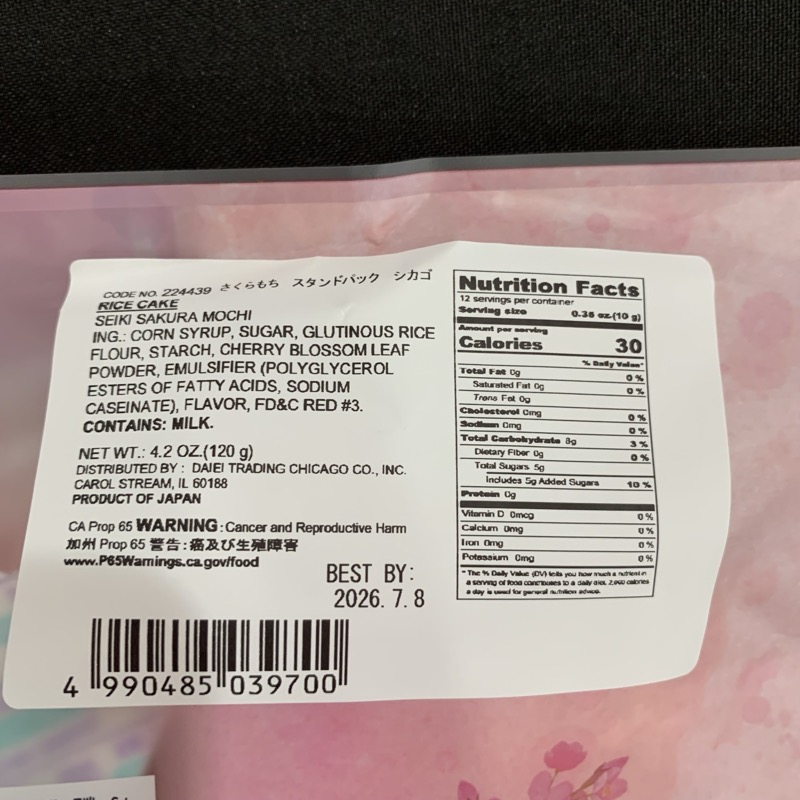 CODE NO. 224439 さくらもち スタンドパック シカゴ
RICE CAKE
SEIKI SAKURA MOCHI
ING.: CORN SYRUP, SUGAR, GLUTINOUS RICE
FLOUR, STARCH, CHERRY BLOSSOM LEAF
POWDER, EMULSIFIER (POLYGLYCEROL
ESTERS OF FATTY ACIDS, SODIUM
CASEINATE), FLAVOR, FD&C RED #3.
CONTAINS: MILK.
NET WT.: 4.2 OZ.(120 g)
DISTRIBUTED BY : DAIEI TRADING CHICAGO CO., INC.
CAROL STREAM, IL 60188
PRODUCT OF JAPAN
CA Prop 65 WARNING: Cancer and Reproductive Harm
加州 Prop 65 警告:癌及び生殖障害
www.P65Warnings.ca.gov/food
BEST BY:
2026. 7. 8
4 990485 039700
Nutrition Facts
12 servings per container
Serving size 0.35 oz.(10 g)
Amount per serving
Calories 30
% Daily Value*
Total Fat 0g 0%
Saturated Fat 0g 0%
Trans Fat 0g
Cholesterol 0mg 0%
Sodium 0mg 0%
Total Carbohydrate 8g 3%
Dietary Fiber 0g 0%
Total Sugars 5g
Includes 5g Added Sugars 10%
Protein 0g
Vitamin D 0mcg 0%
Calcium 0mg 0%
Iron 0mg 0%
Potassium 0mg 0%
* The % Daily Value (DV) tells you how much a nutrient in
a serving of food contributes to a daily diet. 2,000 calories
a day is used for general nutrition advice.